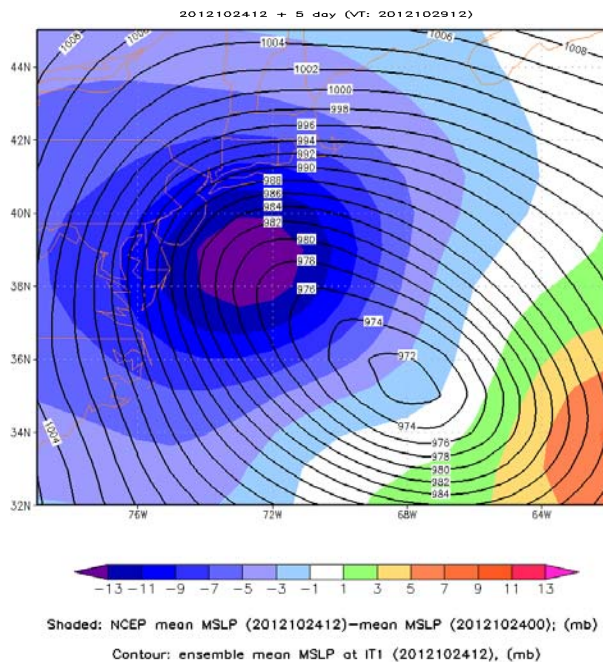 2012102412 + 5 day (VT: 2012102912)
1008
1006
1004
1006
1008
44N
1002
1000
998
996
42N
994
992
990
988
986
40N
984
982
980
978
38N
976
974
972
36N
974
34N
1004
976
978
980
982
984
32N
76W 72W 68W 64W
-13 -11 -9 -7 -5 -3 -1 1 3 5 7 9 11 13
Shaded: NCEP mean MSLP (2012102412)-mean MSLP (2012102400); (mb)
Contour: ensemble mean MSLP at IT1 (2012102412), (mb)